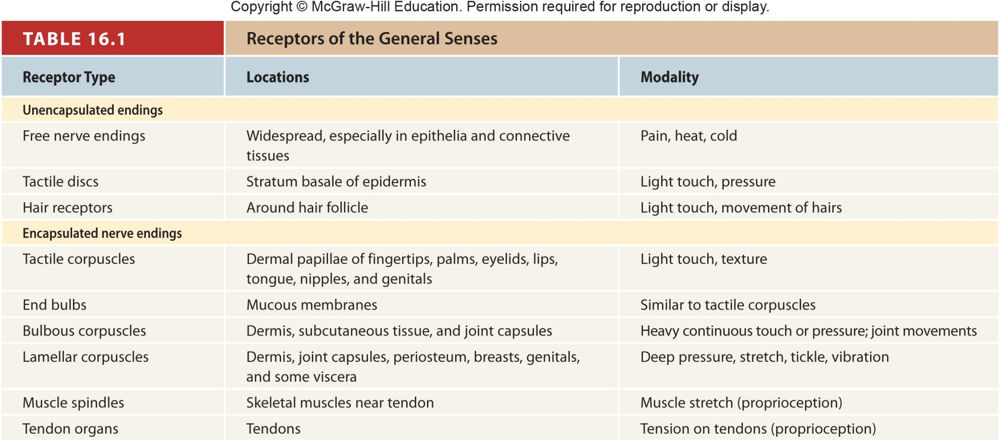 Copyright © McGraw-Hill Education. Permission required for reproduction or display.
TABLE 16.1 Receptors of the General Senses
Receptor Type Locations Modality
Unencapsulated endings
Free nerve endings Widespread, especially in epithelia and connective Pain, heat, cold
tissues
Tactile discs Stratum basale of epidermis Light touch, pressure
Hair receptors Around hair follicle Light touch, movement of hairs
Encapsulated nerve endings
Tactile corpuscles Dermal papillae of fingertips, palms, eyelids, lips, Light touch, texture
tongue, nipples, and genitals
End bulbs Mucous membranes Similar to tactile corpuscles
Bulbous corpuscles Dermis, subcutaneous tissue, and joint capsules Heavy continuous touch or pressure; joint movements
Lamellar corpuscles Dermis, joint capsules, periosteum, breasts, genitals, Deep pressure, stretch, tickle, vibration
and some viscera
Muscle spindles Skeletal muscles near tendon Muscle stretch (proprioception)
Tendon organs Tendons Tension on tendons (proprioception)